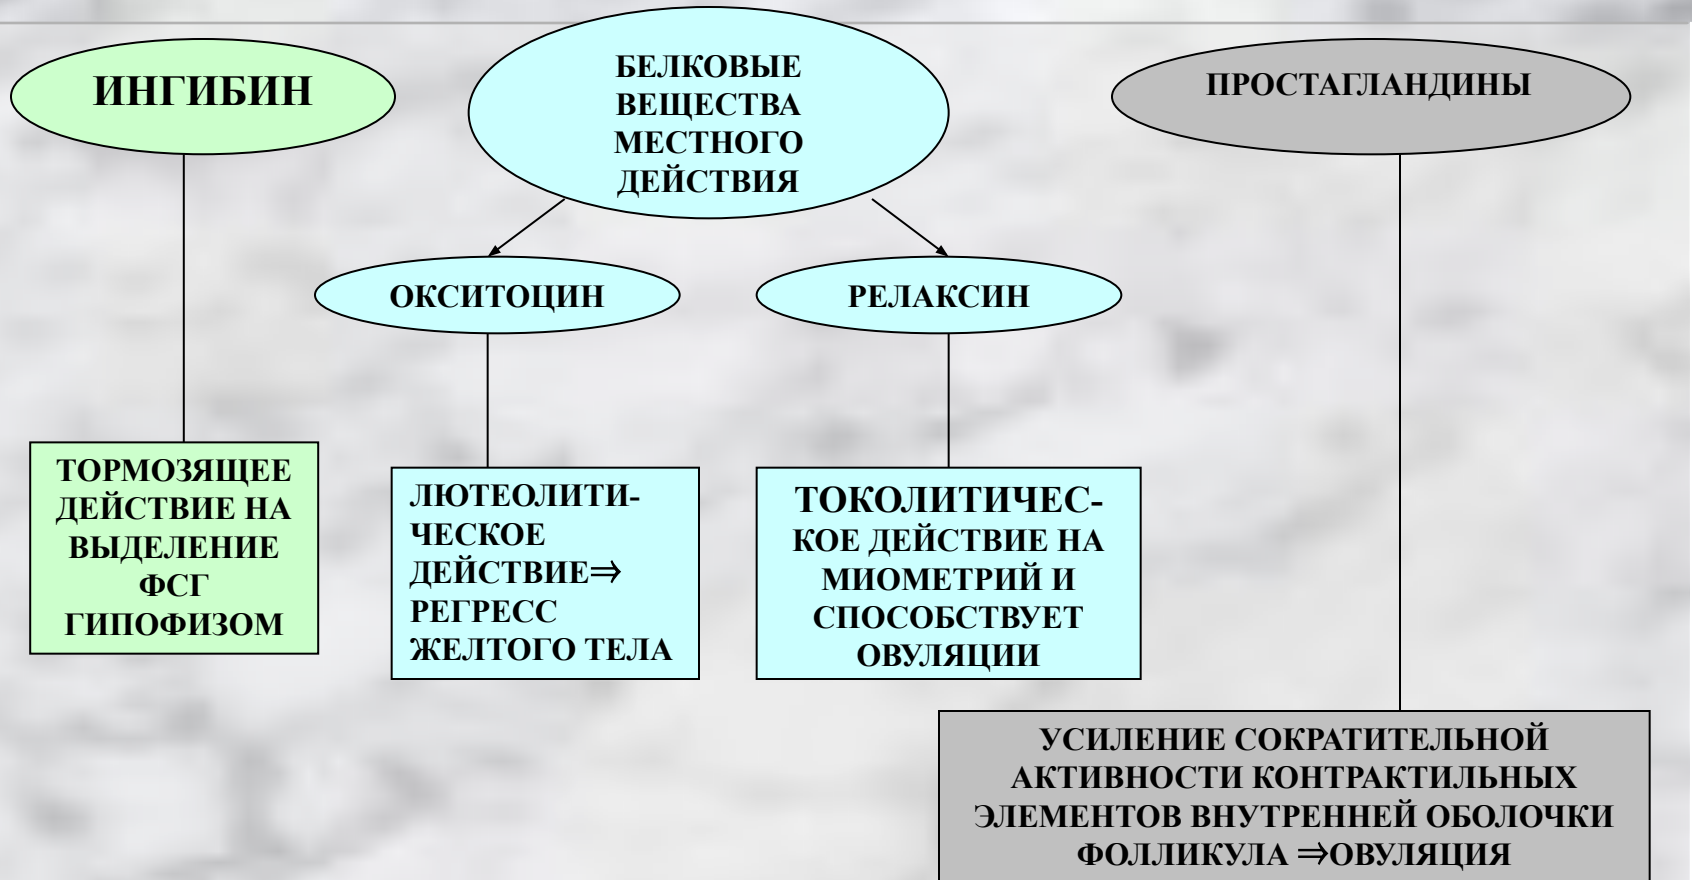 ИНГИБИН
БЕЛКОВЫЕ
ВЕЩЕСТВА
МЕСТНОГО
ДЕЙСТВИЯ
ПРОСТАГЛАНДИНЫ
ОКСИТОЦИН
РЕЛАКСИН
ТОРМОЗЯЩЕЕ
ДЕЙСТВИЕ НА
ВЫДЕЛЕНИЕ
ФСГ
ГИПОФИЗОМ
ЛЮТЕОЛИТИ-
ЧЕСКОЕ
ДЕЙСТВИЕ⇒
РЕГРЕСС
ЖЕЛТОГО ТЕЛА
ТОКОЛИТИЧЕС-
КОЕ ДЕЙСТВИЕ НА
МИОМЕТРИЙ И
СПОСОБСТВУЕТ
ОВУЛЯЦИИ
УСИЛЕНИЕ СОКРАТИТЕЛЬНОЙ
АКТИВНОСТИ КОНТРАКТИЛЬНЫХ
ЭЛЕМЕНТОВ ВНУТРЕННЕЙ ОБОЛОЧКИ
ФОЛЛИКУЛА ⇒ОВУЛЯЦИЯ